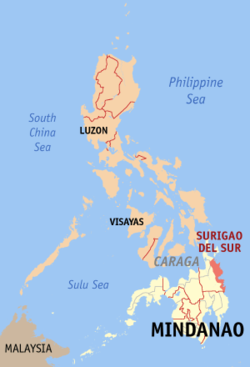 Philippine
Sea
South
China
Sea
LUZON
VISAYAS
SURIGAO
DEL SUR
CARAGA
Sulu Sea
MINDANAO
MALAYSIA